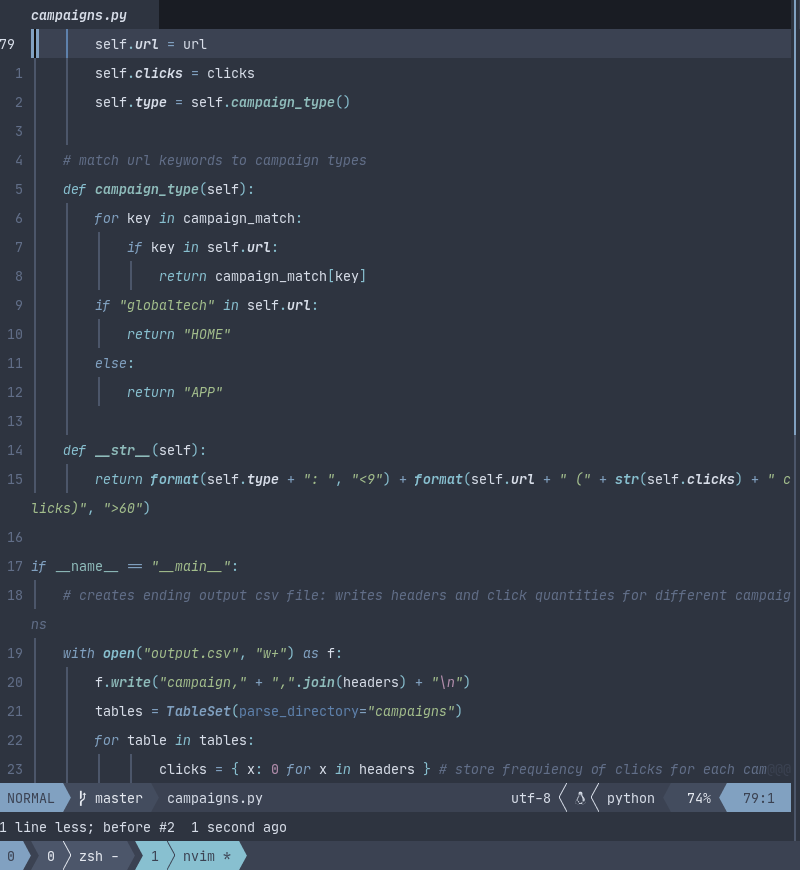 campaigns.py
79 self.url = url
1 self.clicks = clicks
2 self.type = self.campaign_type()
3
4 # match url keywords to campaign types
5 def campaign_type(self):
6 for key in campaign_match:
7 if key in self.url:
8 return campaign_match[key]
9 if "globaltech" in self.url:
10 return "HOME"
11 else:
12 return "APP"
13
14 def __str__(self):
15 return format(self.type + ": ", "<9") + format(self.url + " (" + str(self.clicks) + " c
licks)", ">60")
16
17 if __name__ == "__main__":
18 # creates ending output csv file: writes headers and click quantities for different campaig
ns
19 with open("output.csv", "w+") as f:
20 f.write("campaign," + ",".join(headers) + "\n")
21 tables = TableSet(parse_directory="campaigns")
22 for table in tables:
23 clicks = { x: 0 for x in headers } # store frequiency of clicks for each cam@@@
NORMAL master campaigns.py utf-8 python 74% 79:1
1 line less; before #2 1 second ago
0 0 zsh - 1 nvim *